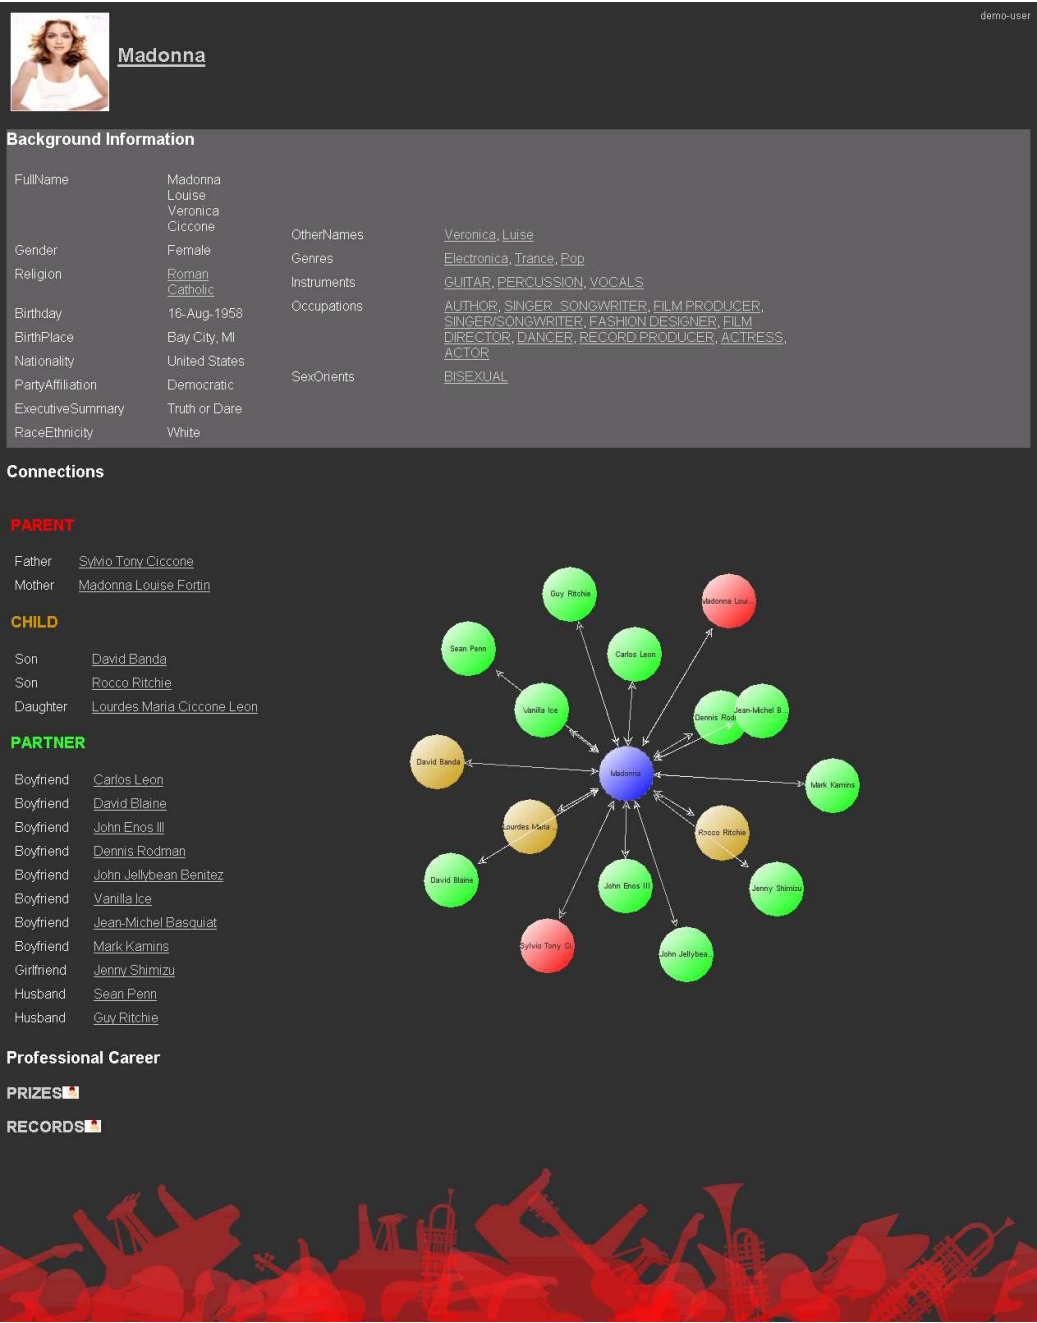 demo-user
Madonna
Background Information
FullName Madonna
Louise
Veronica
Ciccone
Gender Female
Religion Roman
Catholic
Birthday 16-Aug-1958
BirthPlace Bay City, MI
Nationality United States
PartyAffiliation Democratic
ExecutiveSummary Truth or Dare
RaceEthnicity White
OtherNames Veronica, Luise
Genres Electronica, Trance, Pop
Instruments GUITAR, PERCUSSION, VOCALS
Occupations AUTHOR, SINGER SONGWRITER, FILM PRODUCER,
SINGER/SONGWRITER, FASHION DESIGNER, FILM
DIRECTOR, DANCER, RECORD PRODUCER, ACTRESS,
ACTOR
SexOrients BISEXUAL
Connections
PARENT
Father Sylvio Tony Ciccone
Mother Madonna Louise Fortin
CHILD
Son David Banda
Son Rocco Ritchie
Daughter Lourdes Maria Ciccone Leon
PARTNER
Boyfriend Carlos Leon
Boyfriend David Blaine
Boyfriend John Enos III
Boyfriend Dennis Rodman
Boyfriend John Jellybean Benitez
Boyfriend Vanilla Ice
Boyfriend Jean-Michel Basquiat
Boyfriend Mark Kamins
Girlfriend Jenny Shimizu
Husband Sean Penn
Husband Guy Ritchie
Guy Ritchie
Madonna Loui...
Sean Penn
Carlos Leon
Vanilla Ice
Dennis Rod
Jean-Michel B...
David Banda
Madonna
Mark Kamins
Lourdes Maria ...
Rocco Ritchie
David Blaine
John Enos III
Jenny Shimizu
Sylvio Tony Ci...
John Jellybea...
Professional Career
PRIZES
RECORDS